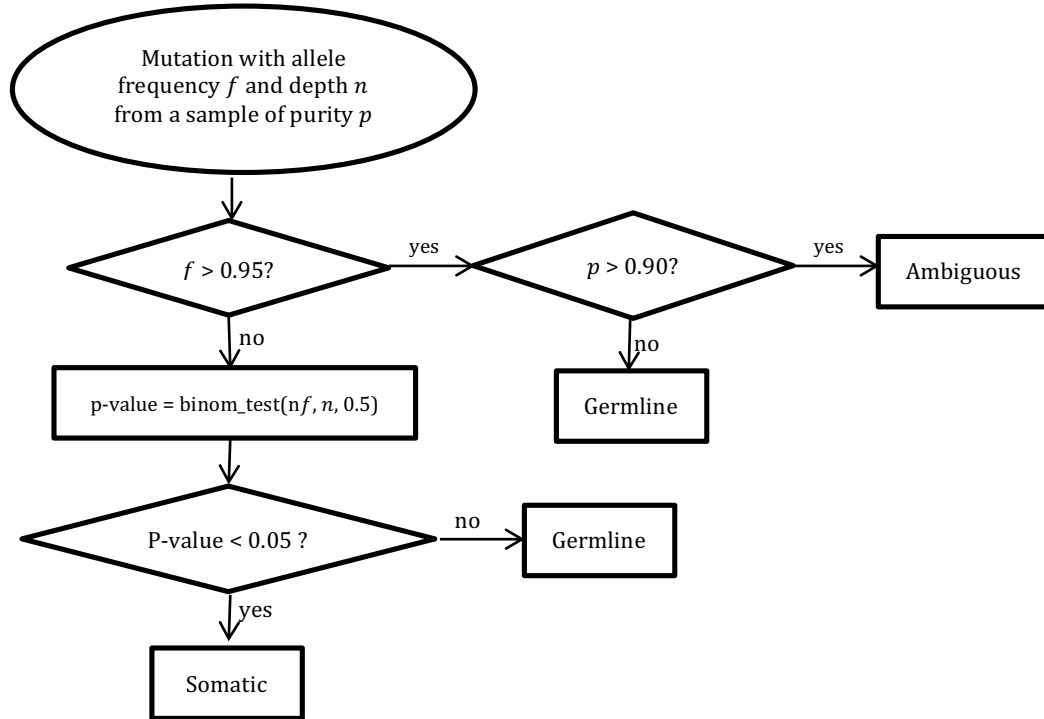 Mutation with allele
frequency f and depth n
from a sample of purity p
f > 0.95?
yes
p > 0.90?
yes
Ambiguous
no
no
p-value = binom_test(nf, n, 0.5)
Germline
P-value < 0.05 ?
no
Germline
yes
Somatic